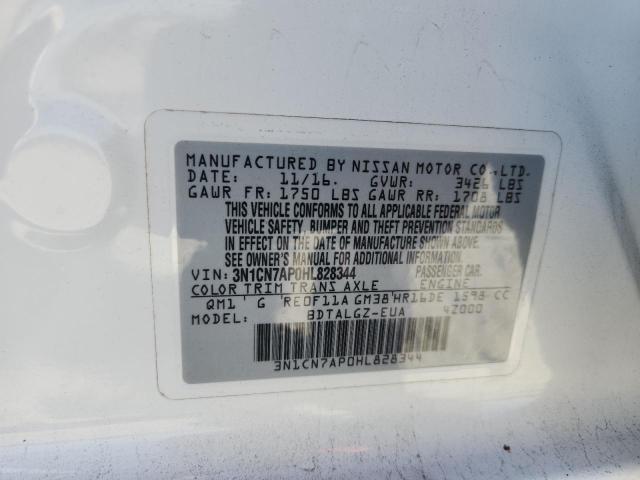 MANUFACTURED BY NISSAN MOTOR CO., LTD.
DATE: 11/16. GVWR: 3426 LBS
GAWR FR: 1750 LBS GAWR RR: 1708 LBS
THIS VEHICLE CONFORMS TO ALL APPLICABLE FEDERAL MOTOR
VEHICLE SAFETY, BUMPER AND THEFT PREVENTION STANDARDS
IN EFFECT ON THE DATE OF MANUFACTURE SHOWN ABOVE.
SEE OWNER'S MANUAL FOR ADDITIONAL INFORMATION.
VIN: 3N1CN7AP0HL828344 PASSENGER CAR.
COLOR TRIM TRANS AXLE ENGINE
QM1' G 'RE0F11A GM38'HR16DE 1598 CC
BDTALGZ-EUA 4Z000
3N1CN7AP0HL828344